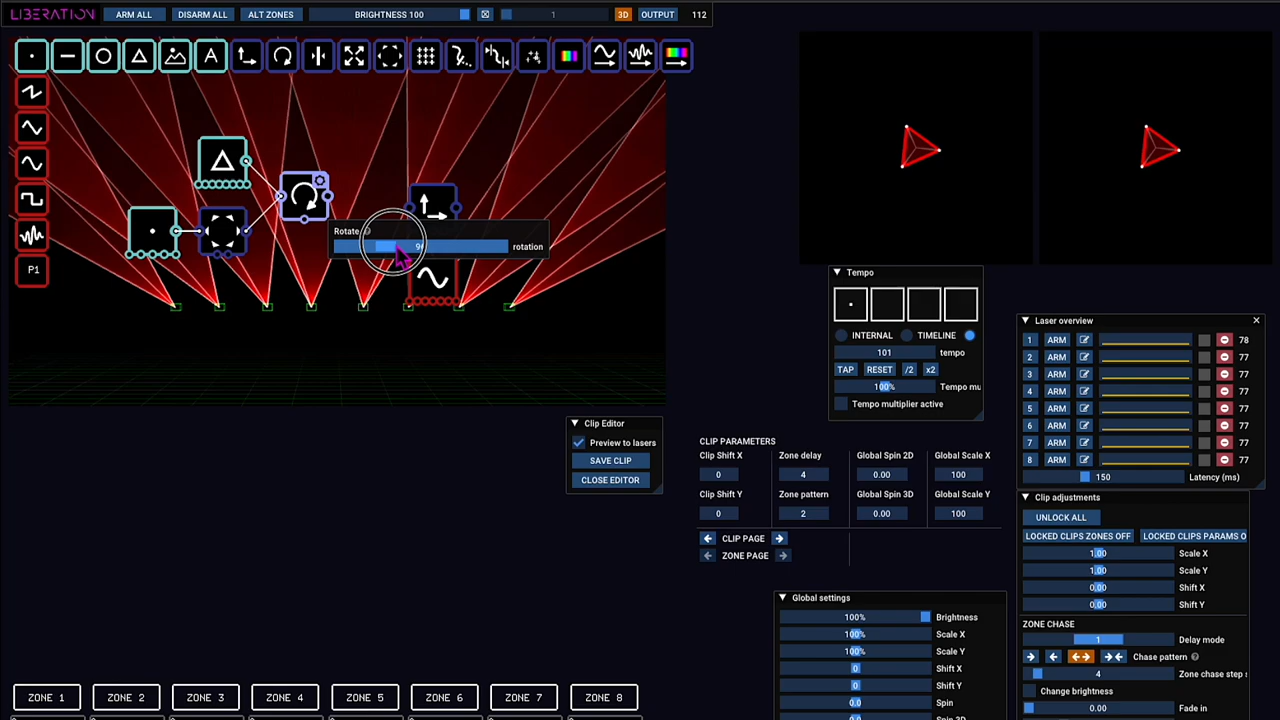 LIBERATION
ARM ALL
DISARM ALL
ALT ZONES
BRIGHTNESS 100
1
3D
OUTPUT
112
A
P1
Rotate
rotation
Tempo
INTERNAL
TIMELINE
101
tempo
TAP
RESET
/2
x2
100%
Tempo mu
Tempo multiplier active
Laser overview
1 ARM 78
2 ARM 77
3 ARM 77
4 ARM 77
5 ARM 77
6 ARM 77
7 ARM 77
8 ARM 77
150
Latency (ms)
Clip Editor
Preview to lasers
SAVE CLIP
CLOSE EDITOR
CLIP PARAMETERS
Clip Shift X
Zone delay
Global Spin 2D
Global Scale X
0
4
0.00
100
Clip Shift Y
Zone pattern
Global Spin 3D
Global Scale Y
0
2
0.00
100
CLIP PAGE
ZONE PAGE
Clip adjustments
UNLOCK ALL
LOCKED CLIPS ZONES OFF
LOCKED CLIPS PARAMS O
1.00 Scale X
1.00 Scale Y
0.00 Shift X
0.00 Shift Y
ZONE CHASE
1 Delay mode
Chase pattern
4 Zone chase step s
Change brightness
0.00 Fade in
Global settings
100% Brightness
100% Scale X
100% Scale Y
0 Shift X
0 Shift Y
0.0 Spin
0.0 Spin 3D
ZONE 1
ZONE 2
ZONE 3
ZONE 4
ZONE 5
ZONE 6
ZONE 7
ZONE 8